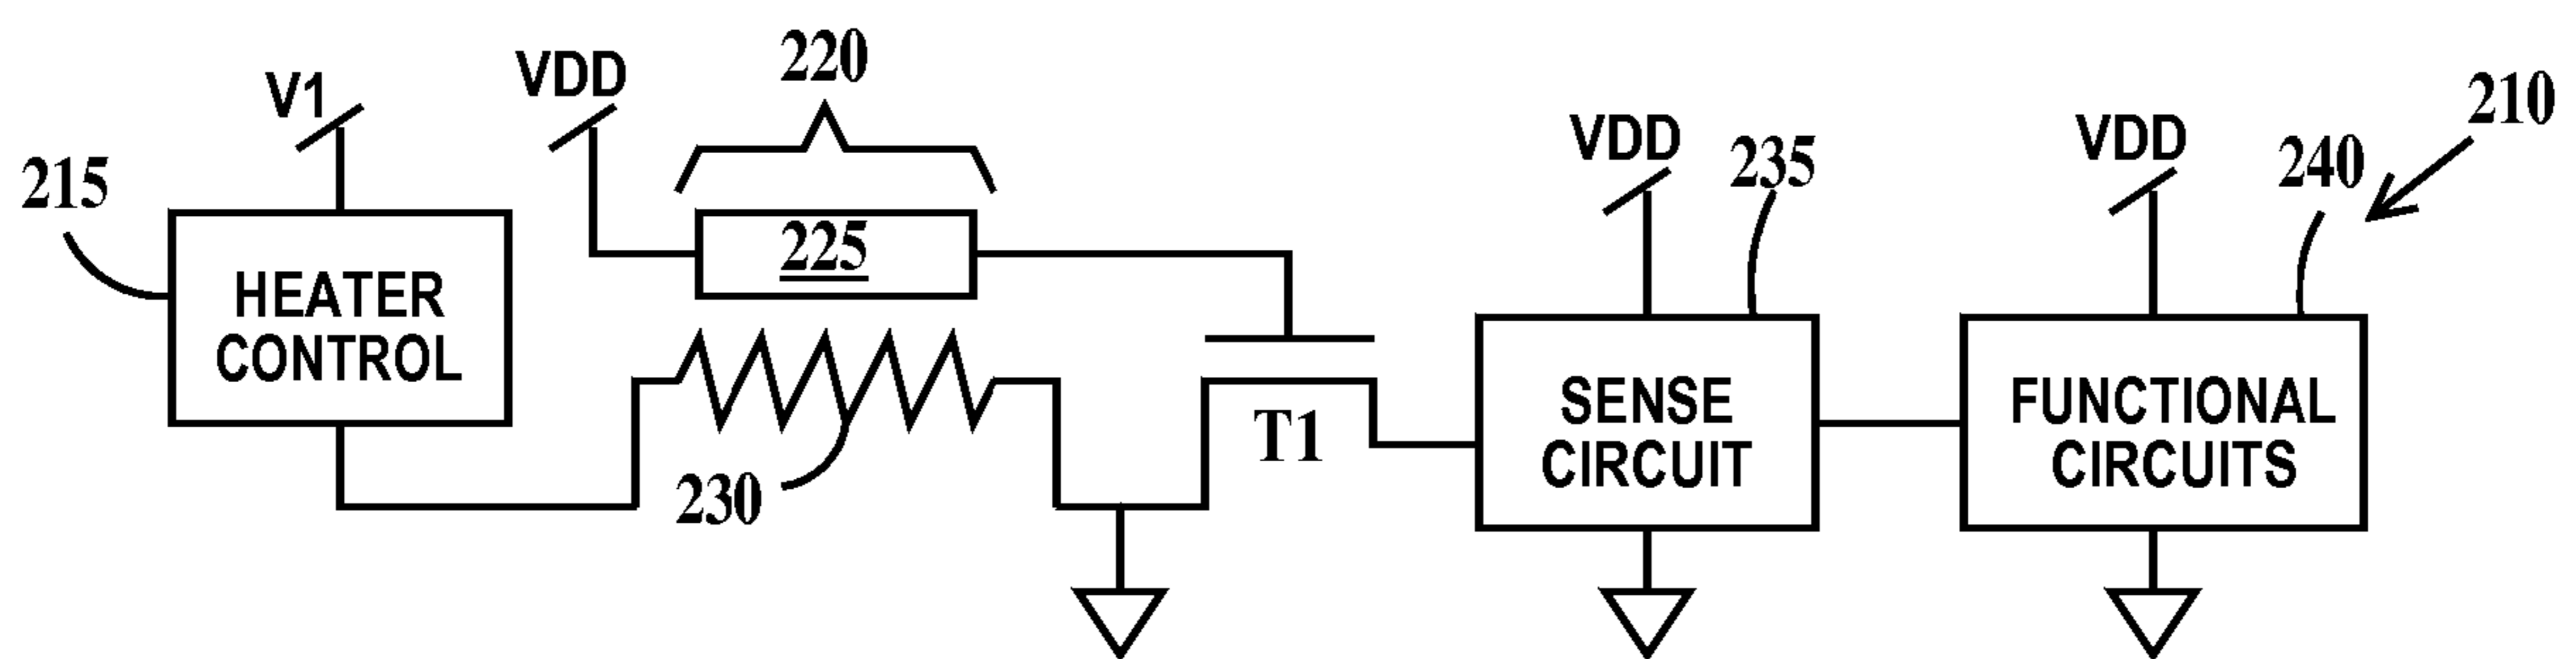 220
VDD
V1
210
VDD
235
VDD
240
215
225
HEATER
CONTROL
T1
SENSE
CIRCUIT
FUNCTIONAL
CIRCUITS
230